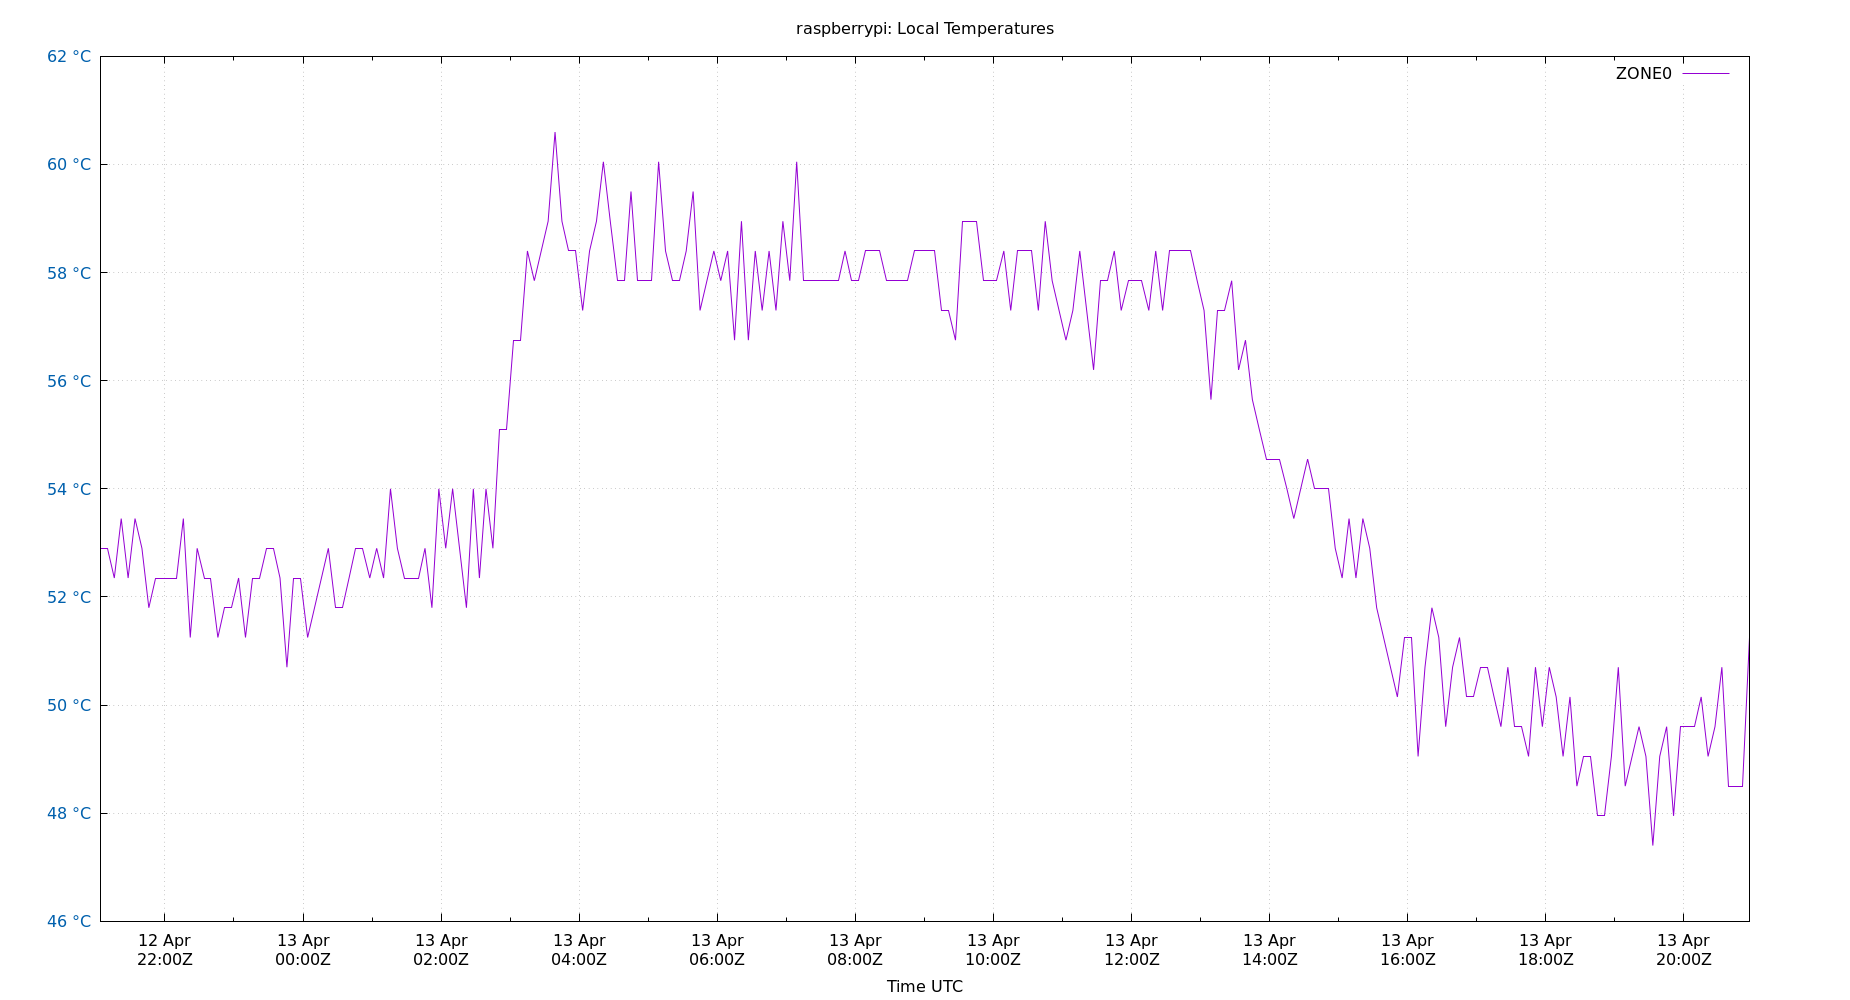 raspberrypi: Local Temperatures
ZONE0
62 °C
60 °C
58 °C
56 °C
54 °C
52 °C
50 °C
48 °C
46 °C
12 Apr 13 Apr 13 Apr 13 Apr 13 Apr 13 Apr 13 Apr 13 Apr 13 Apr 13 Apr 13 Apr 13 Apr
22:00Z 00:00Z 02:00Z 04:00Z 06:00Z 08:00Z 10:00Z 12:00Z 14:00Z 16:00Z 18:00Z 20:00Z
Time UTC